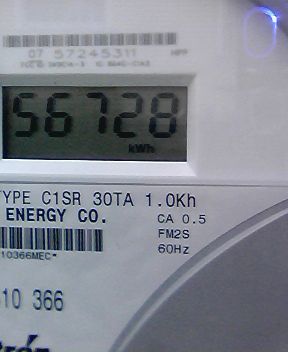 07 57245311
56728
kWh
TYPE C1SR 30TA 1.0Kh
ENERGY CO.
CA 0.5
FM2S
60Hz
10366MEC*
10 366